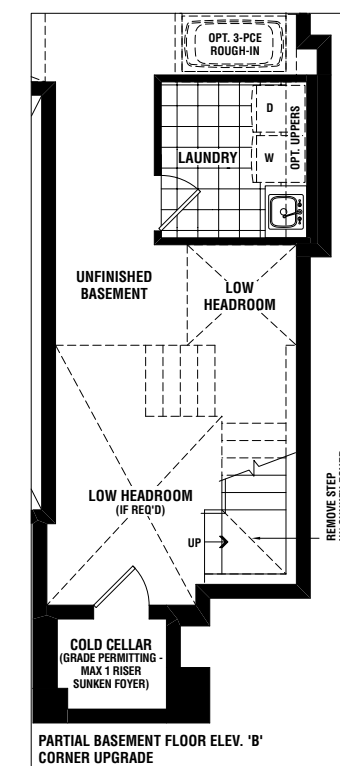 OPT. 3-PCE
ROUGH-IN
D
OPT. UPPERS
LAUNDRY
W
UNFINISHED
BASEMENT
LOW
HEADROOM
LOW HEADROOM
(IF REQ'D)
UP
REMOVE STEP
COLD CELLAR
(GRADE PERMITTING -
MAX 1 RISER
SUNKEN FOYER)
PARTIAL BASEMENT FLOOR ELEV. 'B'
CORNER UPGRADE